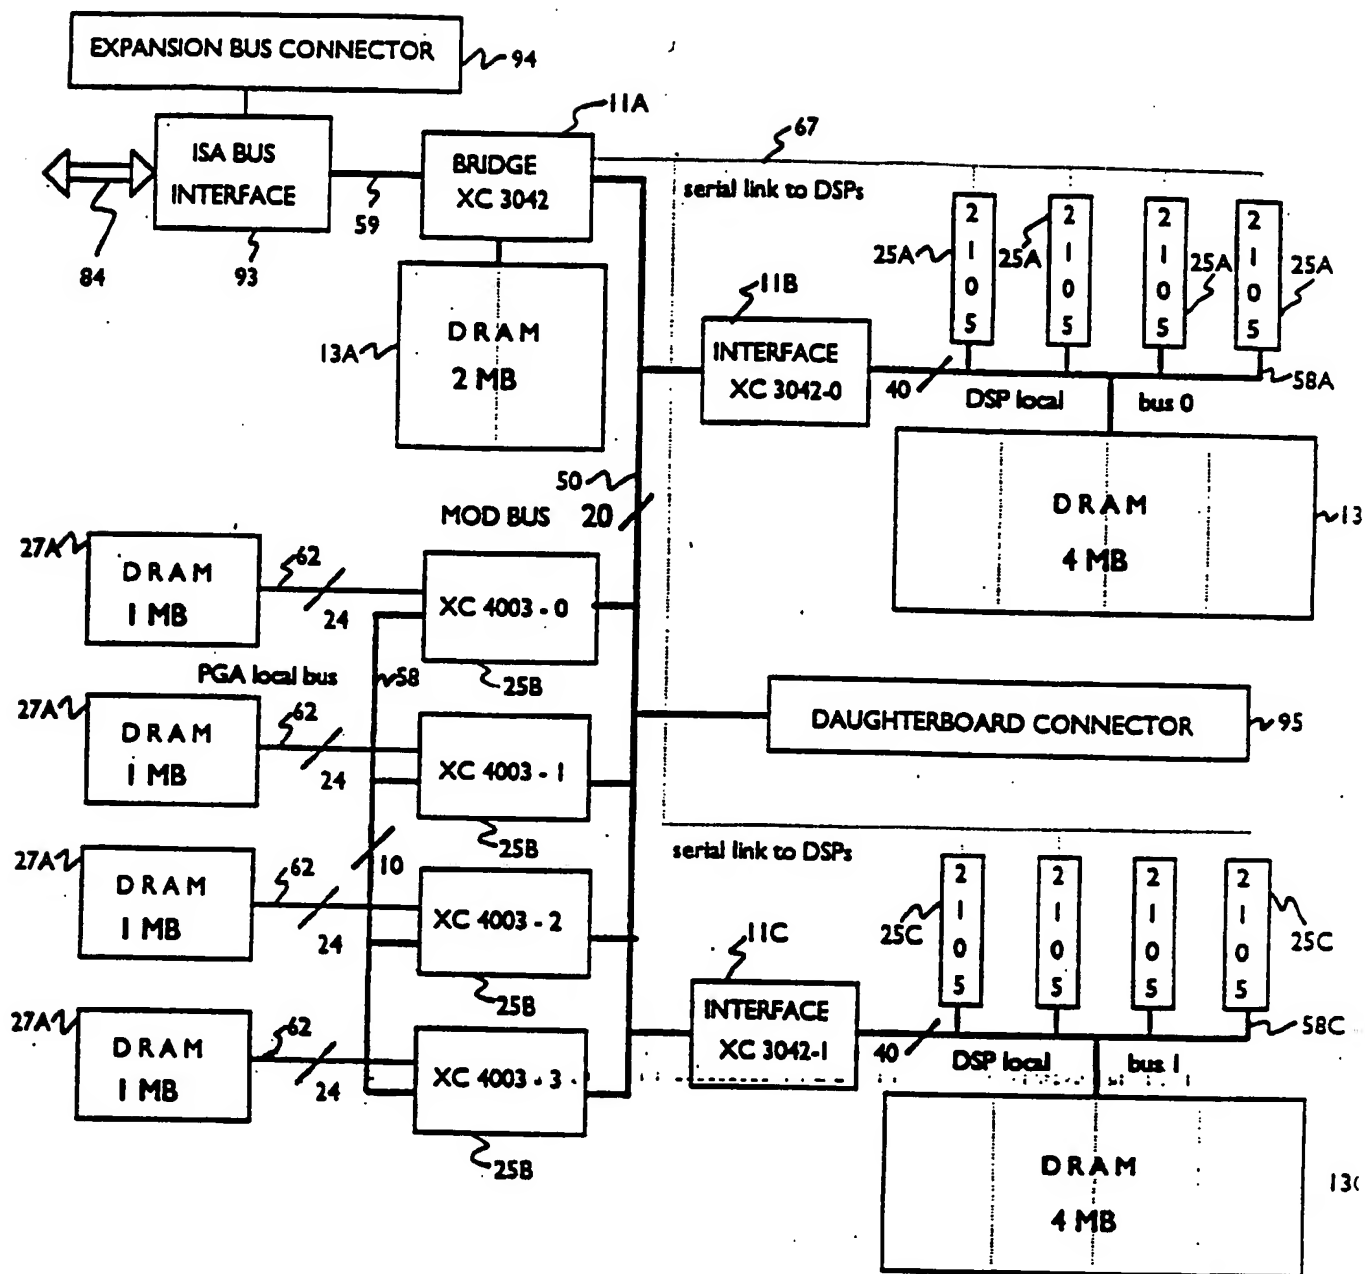 EXPANSION BUS CONNECTOR
94
ISA BUS
INTERFACE
84
93
59
11A
BRIDGE
XC 3042
67
serial link to DSPs
DRAM
2 MB
13A
11B
INTERFACE
XC 3042-0
40
2105
2105
2105
2105
25A
25A
25A
25A
58A
DSP local bus 0
DRAM
4 MB
13
50
MOD BUS 20
27A
DRAM
1 MB
62
24
XC 4003 - 0
25B
PGA local bus
58
27A
DRAM
1 MB
62
24
XC 4003 - 1
25B
10
DAUGHTERBOARD CONNECTOR
95
27A
DRAM
1 MB
62
24
XC 4003 - 2
25B
27A
DRAM
1 MB
62
24
XC 4003 - 3
25B
serial link to DSPs
11C
INTERFACE
XC 3042-1
40
2105
2105
2105
2105
25C
25C
58C
DSP local bus 1
DRAM
4 MB
13C